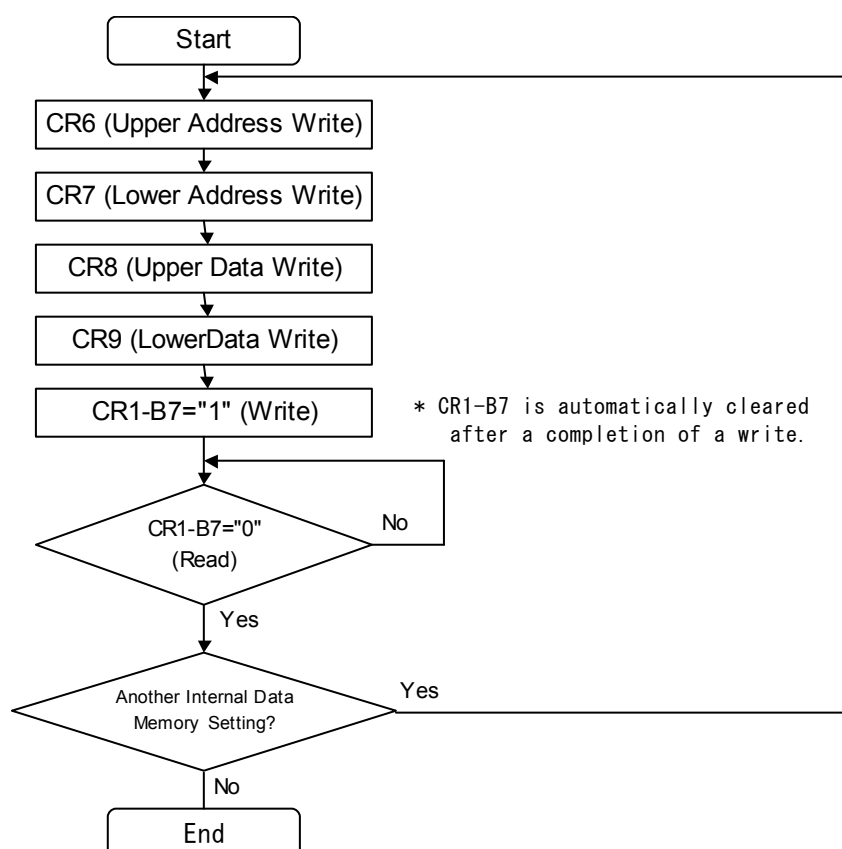 Start
CR6 (Upper Address Write)
CR7 (Lower Address Write)
CR8 (Upper Data Write)
CR9 (LowerData Write)
CR1-B7="1" (Write)
* CR1-B7 is automatically cleared
after a completion of a write.
CR1-B7="0"
(Read)
No
Yes
Another Internal Data
Memory Setting?
Yes
No
End